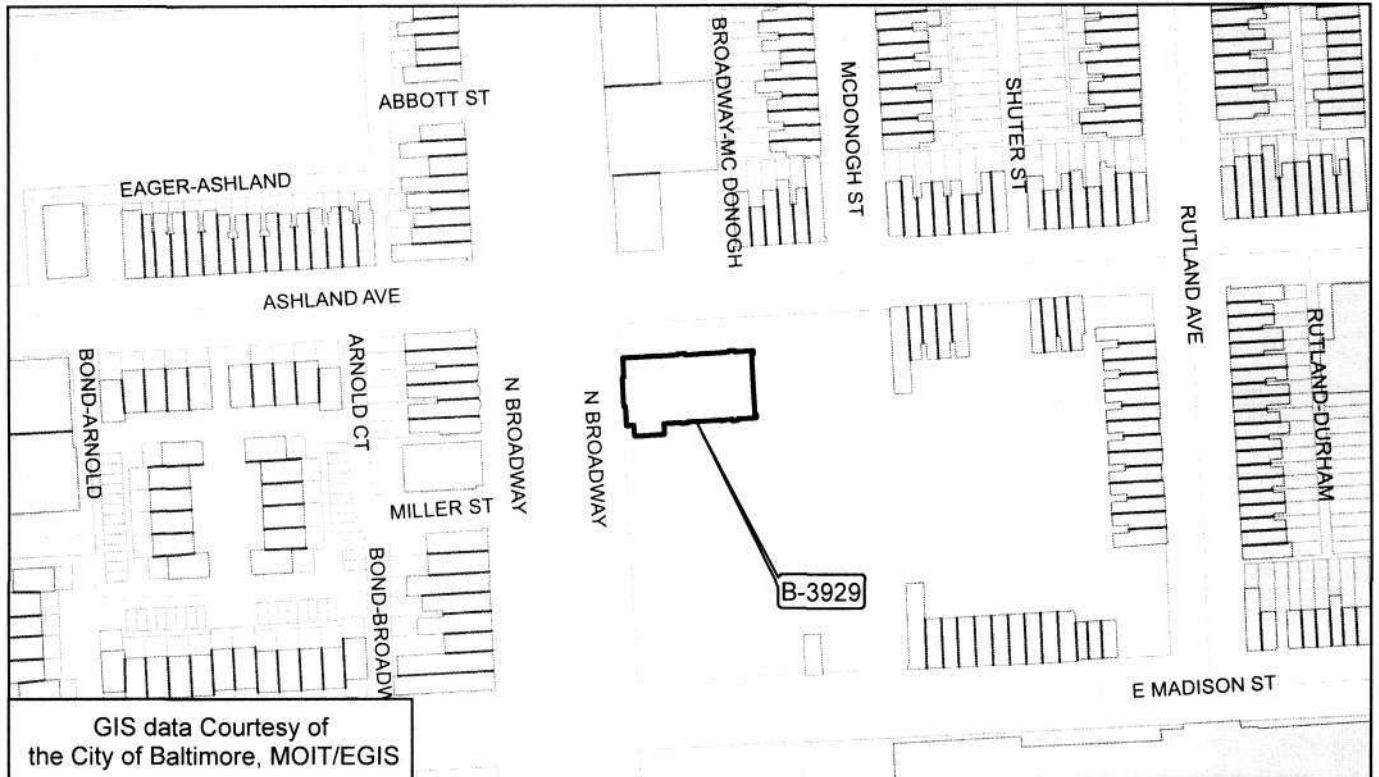 BROADWAY-MC DONOGH
MCDONOGH ST
SHUTER ST
ABBOTT ST
EAGER-ASHLAND
RUTLAND AVE
ASHLAND AVE
BOND-ARNOLD
ARNOLD CT
N BROADWAY
N BROADWAY
RUTLAND-DURHAM
MILLER ST
BOND-BROADW
B-3929
E MADISON ST
GIS data Courtesy of
the City of Baltimore, MOIT/EGIS